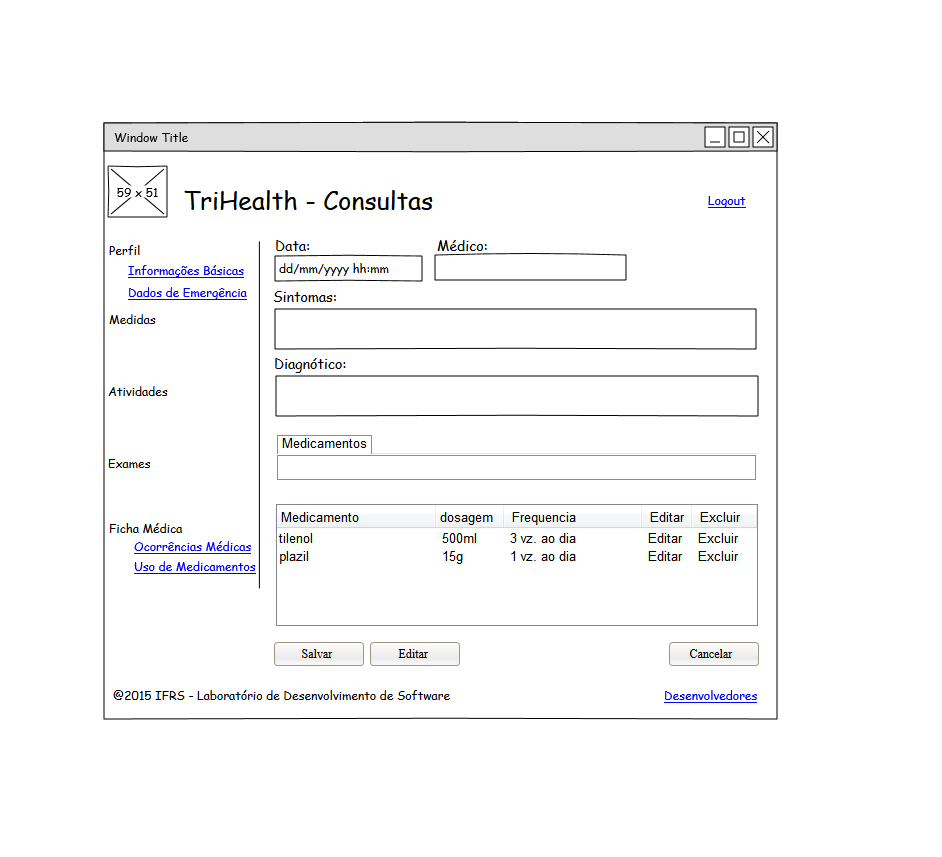 Window Title
59 x 51
TriHealth - Consultas
Logout
Perfil
Informações Básicas
Dados de Emergência
Medidas
Atividades
Exames
Ficha Médica
Ocorrências Médicas
Uso de Medicamentos
Data: Médico:
dd/mm/yyyy hh:mm
Sintomas:
Diagnótico:
Medicamentos
Medicamento dosagem Frequencia Editar Excluir
tilenol 500ml 3 vz. ao dia Editar Excluir
plazil 15g 1 vz. ao dia Editar Excluir
Salvar Editar Cancelar
@2015 IFRS - Laboratório de Desenvolvimento de Software Desenvolvedores